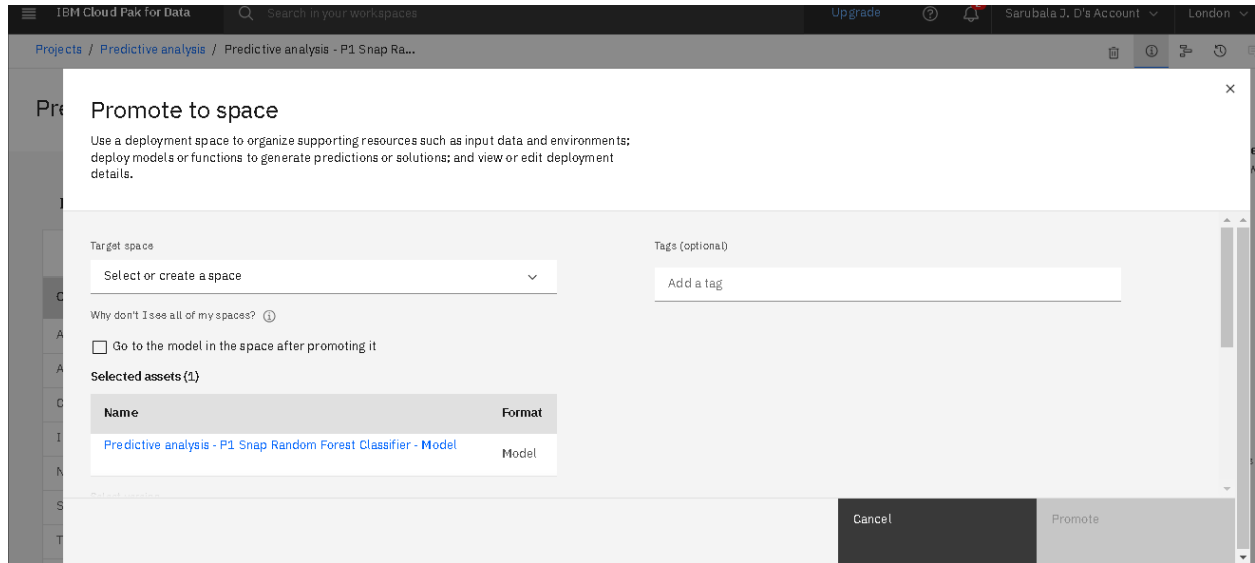 IBM Cloud Pak for Data
Search in your workspaces
Upgrade
Sarubala J. D's Account
London
Projects / Predictive analysis / Predictive analysis - P1 Snap Ra...
Pre
Promote to space
Use a deployment space to organize supporting resources such as input data and environments;
deploy models or functions to generate predictions or solutions; and view or edit deployment
details.
Target space
Tags (optional)
Select or create a space
Add a tag
Why don't I see all of my spaces?
Go to the model in the space after promoting it
Selected assets (1)
Name
Format
Predictive analysis - P1 Snap Random Forest Classifier - Model
Model
Cancel
Promote